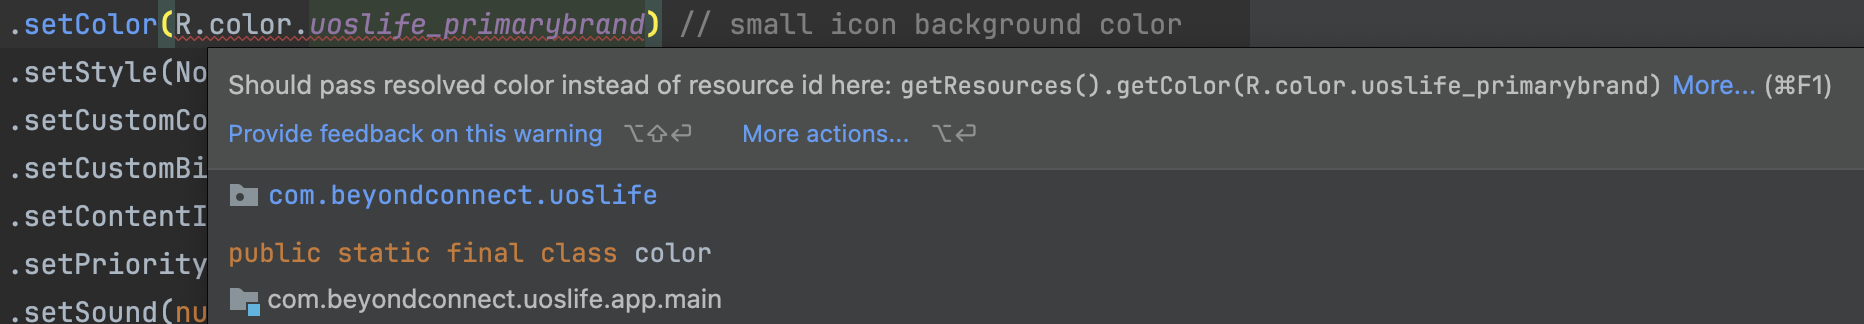 .setColor(R.color.uoslife_primarybrand) // small icon background color
.setStyle(No
Should pass resolved color instead of resource id here: getResources().getColor(R.color.uoslife_primarybrand) More... (⌘F1)
.setCustomCo
Provide feedback on this warning ⌥⇧⏎ More actions... ⌥⏎
.setCustomBi
com.beyondconnect.uoslife
.setContentI
public static final class color
.setPriority
com.beyondconnect.uoslife.app.main
.setSound(nu